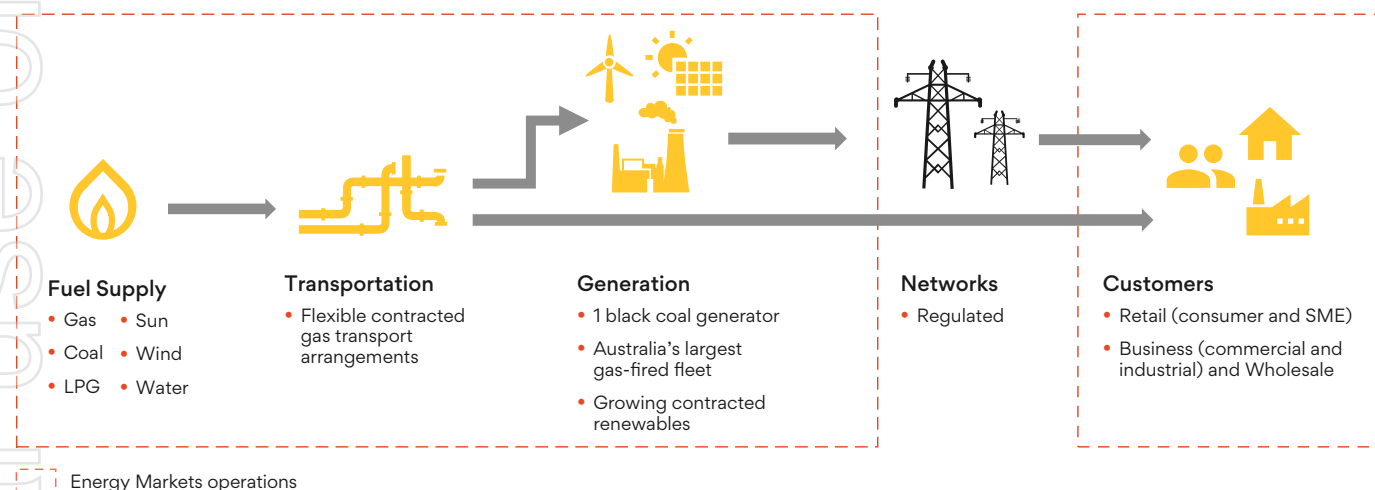 Fuel Supply
• Gas
• Coal
• LPG
• Sun
• Wind
• Water
Transportation
• Flexible contracted
gas transport
arrangements
Generation
• 1 black coal generator
• Australia’s largest
gas-fired fleet
• Growing contracted
renewables
Networks
• Regulated
Customers
• Retail (consumer and SME)
• Business (commercial and
industrial) and Wholesale
Energy Markets operations